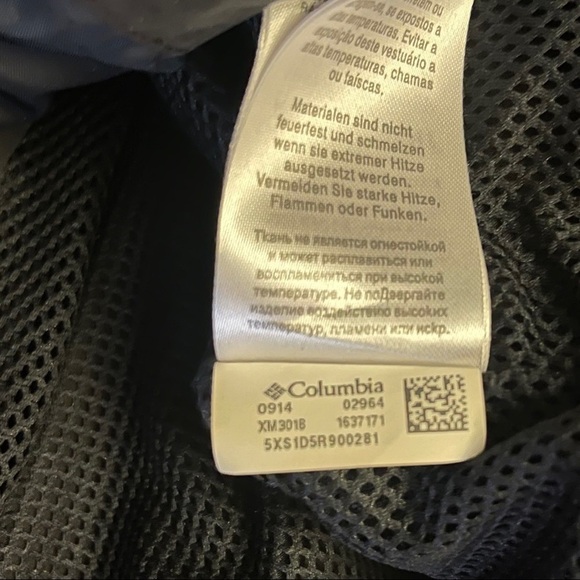 se expostos a
temperaturas. Evitar a
exposição deste vestuário a
altas temperaturas, chamas
ou faíscas.
Materialen sind nicht
feuerfest und schmelzen
wenn sie extremer Hitze
ausgesetzt werden.
Vermeiden Sie starke Hitze,
Flammen oder Funken.
Ткань не является огнестойкой
и может расплавиться или
воспламениться при высокой
температуре. Не подвергайте
изделие воздействию высоких
температур, пламени или искр.
Columbia
0914 02964
XM3018 1637171
5XS1D5R900281